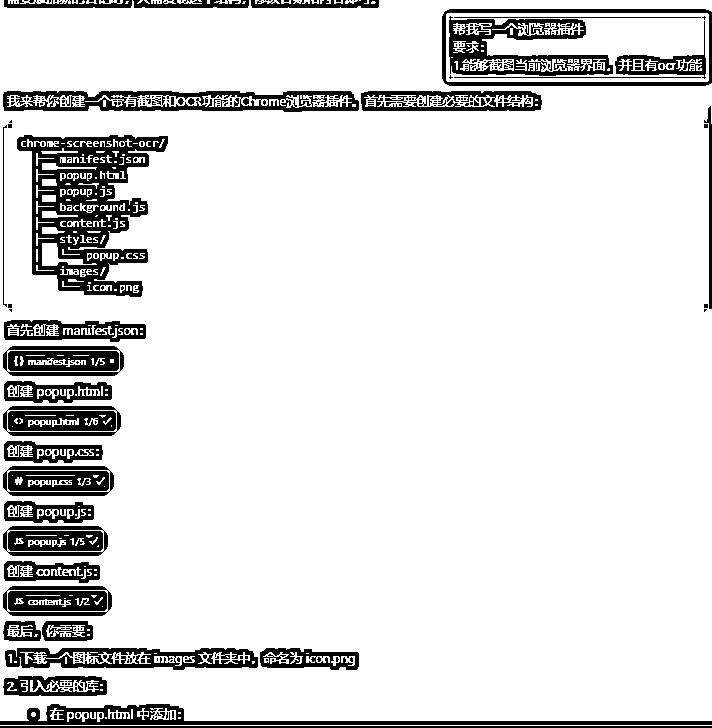 帮我写一个浏览器插件
要求：
1.能够截图当前浏览器界面，并且有ocr功能
我来帮你创建一个带有截图和OCR功能的Chrome浏览器插件。首先需要创建必要的文件结构：
chrome-screenshot-ocr/
├── manifest.json
├── popup.html
├── popup.js
├── background.js
├── content.js
├── styles/
│   └── popup.css
└── images/
    └── icon.png
首先创建 manifest.json：
{} manifest.json 1/5
创建 popup.html：
<> popup.html 1/6 ✓
创建 popup.css：
# popup.css 1/3 ✓
创建 popup.js：
JS popup.js 1/5 ✓
创建 content.js：
JS content.js 1/2 ✓
最后，你需要：
1. 下载一个图标文件放在 images 文件夹中，命名为 icon.png
2. 引入必要的库：
○ 在 popup.html 中添加：